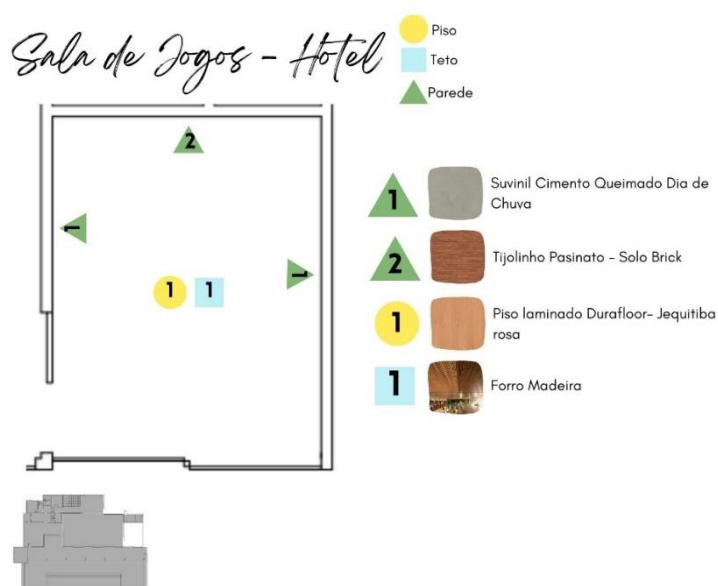 Sala de Jogos - Hotel
Piso
Teto
Parede
2
1
1
1
1
1
Suvinil Cimento Queimado Dia de
Chuva
2
Tijolinho Pasinato - Solo Brick
1
Piso laminado Durafloor- Jequitiba
rosa
1
Forro Madeira